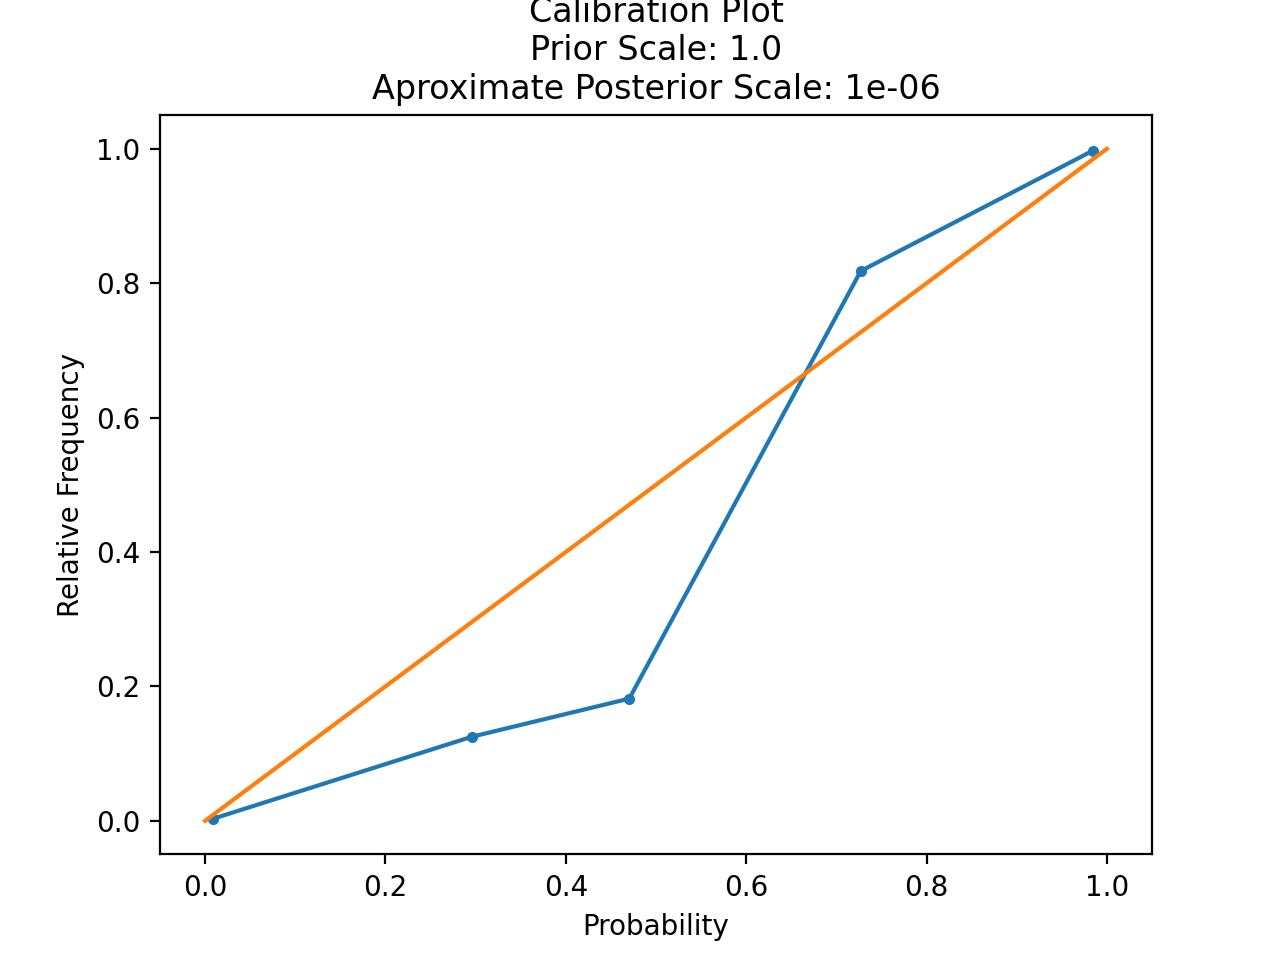 Calibration Plot
Prior Scale: 1.0
Aproximate Posterior Scale: 1e-06
1.0
0.8
0.6
0.4
0.2
0.0
Relative Frequency
0.0 0.2 0.4 0.6 0.8 1.0
Probability